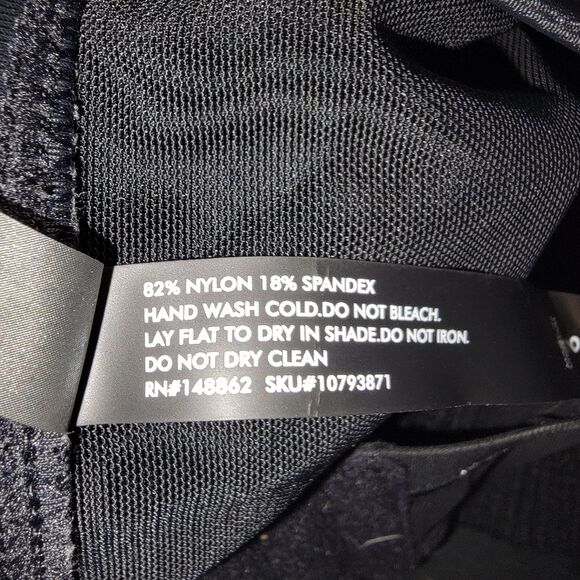 82% NYLON 18% SPANDEX
HAND WASH COLD.DO NOT BLEACH.
LAY FLAT TO DRY IN SHADE.DO NOT IRON.
DO NOT DRY CLEAN
RN#148862 SKU#10793871